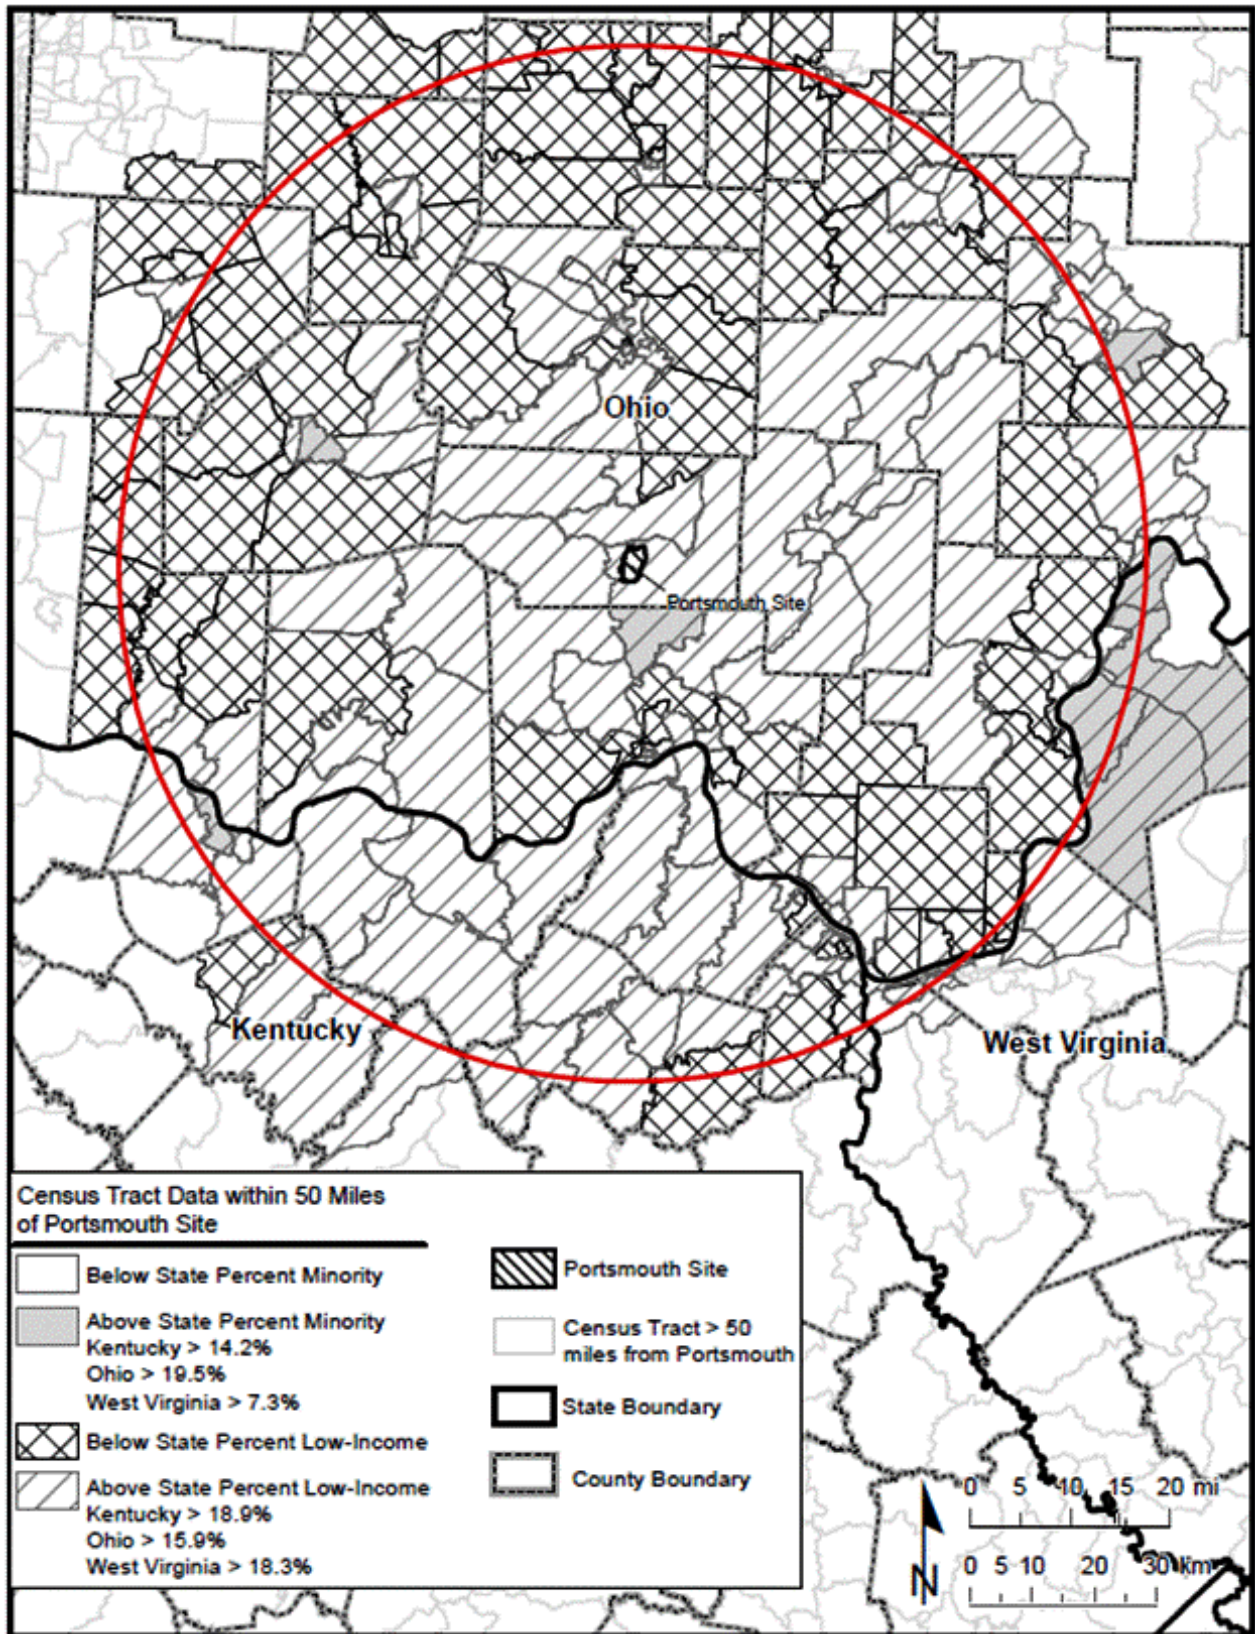 Ohio
Portsmouth Site
Kentucky
West Virginia
Census Tract Data within 50 Miles
of Portsmouth Site
Below State Percent Minority
Above State Percent Minority
Kentucky > 14.2%
Ohio > 19.5%
West Virginia > 7.3%
Below State Percent Low-Income
Above State Percent Low-Income
Kentucky > 18.9%
Ohio > 15.9%
West Virginia > 18.3%
Portsmouth Site
Census Tract > 50
miles from Portsmouth
State Boundary
County Boundary
0 5 10 15 20 mi
0 5 10 20 30 km
N